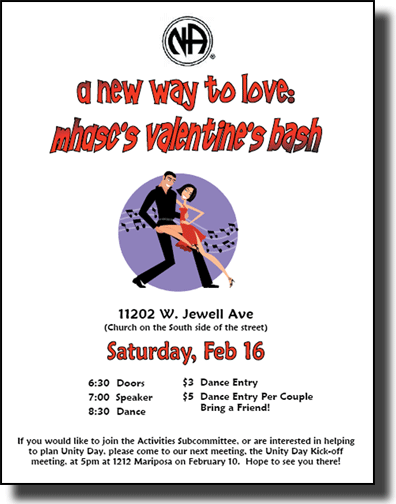 NA®
a new way to love:
mhasc's valentine's bash
11202 W. Jewell Ave
(Church on the South side of the street)
Saturday, Feb 16
6:30 Doors
7:00 Speaker
8:30 Dance
$3 Dance Entry
$5 Dance Entry Per Couple
Bring a Friend!
If you would like to join the Activities Subcommittee, or are interested in helping
to plan Unity Day, please come to our next meeting, the Unity Day Kick-off
meeting, at 5pm at 1212 Mariposa on February 10. Hope to see you there!